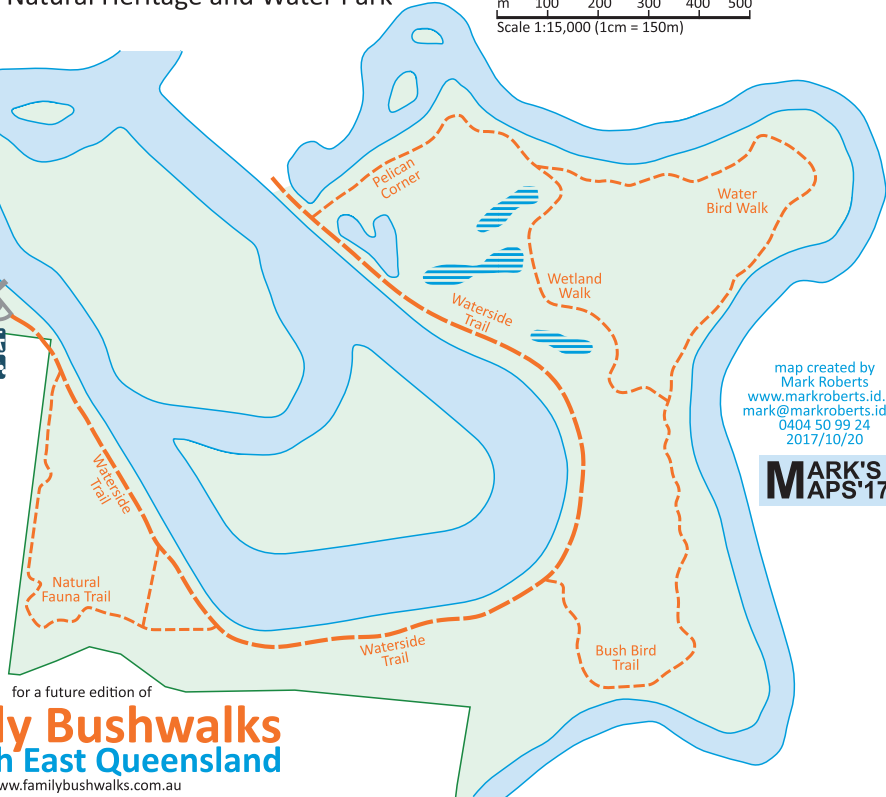 Natural Heritage and Water Park
m 100 200 300 400 500
Scale 1:15,000 (1cm = 150m)
Pelican
Corner
Water
Bird Walk
Wetland
Walk
Waterside
Trail
map created by
Mark Roberts
www.markroberts.id.
mark@markroberts.id
0404 50 99 24
2017/10/20
MARK'S
MAPS'17
Waterside
Trail
Natural
Fauna Trail
Waterside
Trail
Bush Bird
Trail
for a future edition of
ly Bushwalks
h East Queensland
www.familybushwalks.com.au